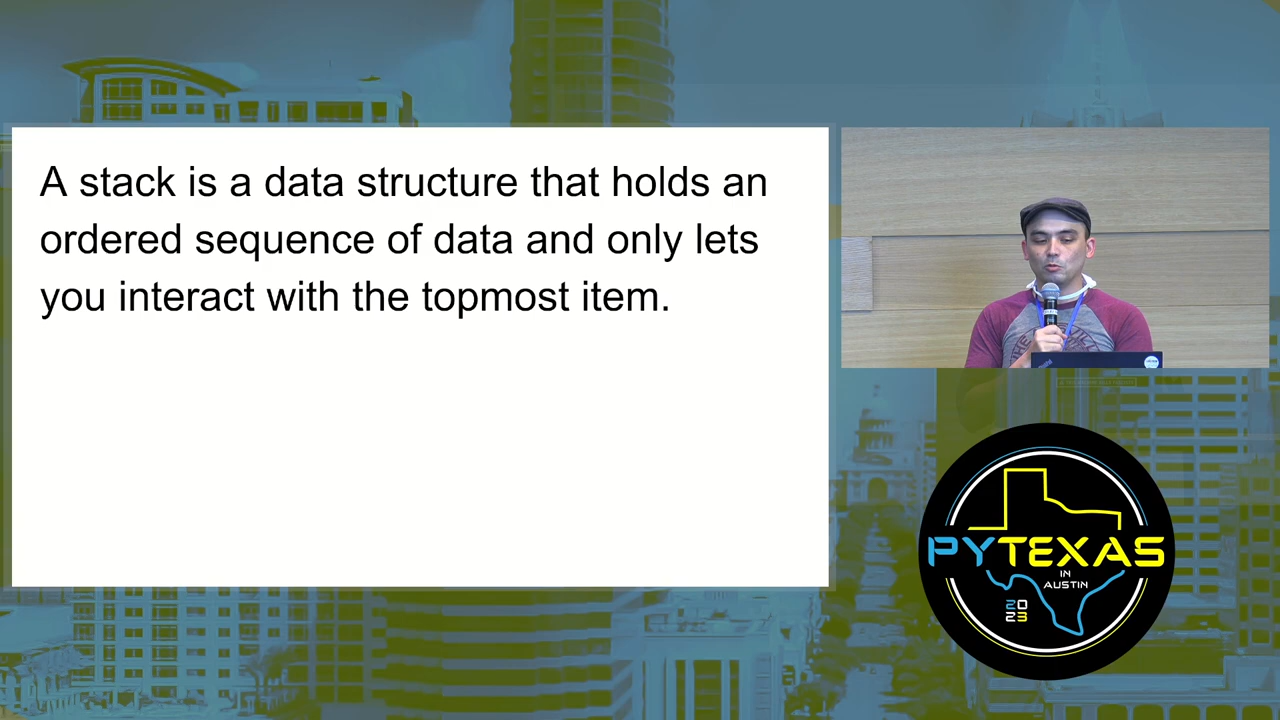 A stack is a data structure that holds an
ordered sequence of data and only lets
you interact with the topmost item.
PYTEXAS
IN
AUSTIN
20
23